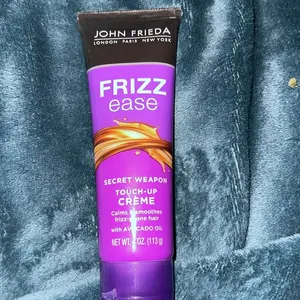 JOHN FRIEDA
LONDON PARIS NEW YORK
FRIZZ
ease
SECRET WEAPON
TOUCH-UP
CRÈME
Calms & smoothes
frizz-prone hair
with AVOCADO OIL
NET WT. 4 OZ. (113 g)